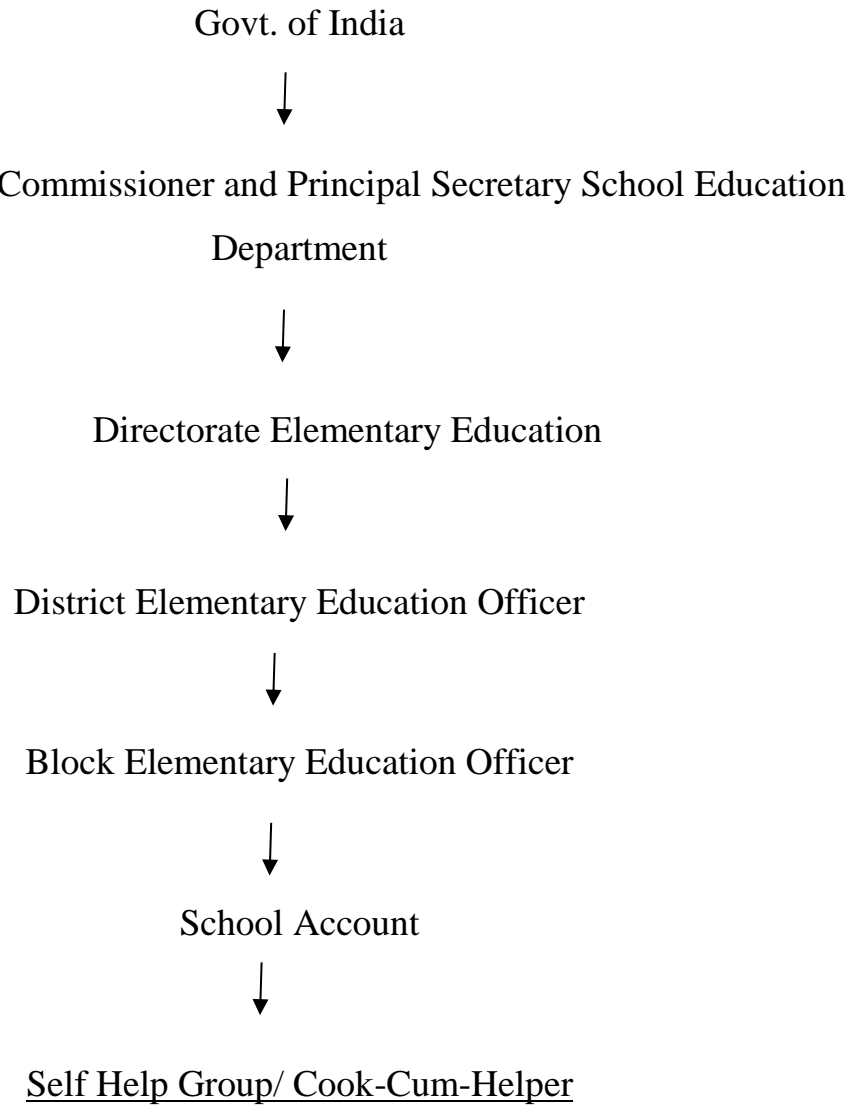 Govt. of India
Commissioner and Principal Secretary School Education
Department
Directorate Elementary Education
District Elementary Education Officer
Block Elementary Education Officer
School Account
Self Help Group/ Cook-Cum-Helper